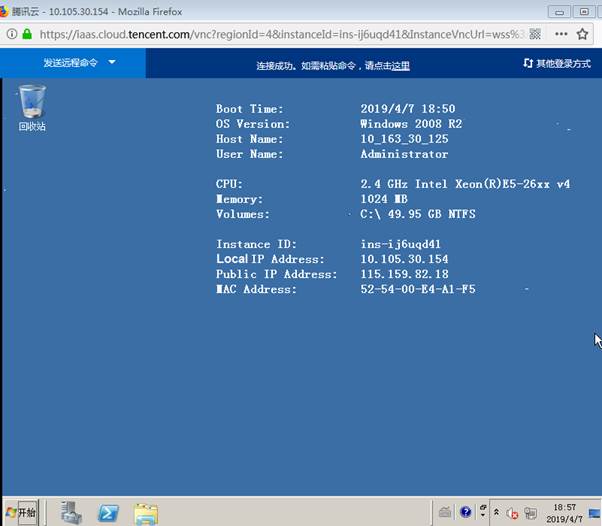 腾讯云 - 10.105.30.154 - Mozilla Firefox
https://iaas.cloud.tencent.com/vnc?regionId=4&instanceId=ins-ij6uqd41&InstanceVncUrl=wss%3
发送远程命令
连接成功。如需粘贴命令，请点击这里
其他登录方式
回收站
Boot Time: 2019/4/7 18:50
OS Version: Windows 2008 R2
Host Name: 10_163_30_125
User Name: Administrator
CPU: 2.4 GHz Intel Xeon(R)E5-26xx v4
Memory: 1024 MB
Volumes: C:\ 49.95 GB NTFS
Instance ID: ins-ij6uqd41
Local IP Address: 10.105.30.154
Public IP Address: 115.159.82.18
MAC Address: 52-54-00-E4-A1-F5
开始
18:57
2019/4/7